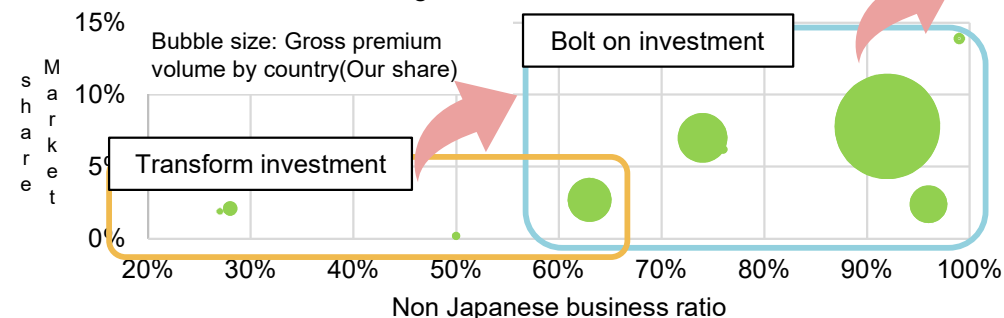 15%
Bubble size: Gross premium
volume by country(Our share)
Bolt on investment
Market
share
10%
Transform investment
5%
0%
20% 30% 40% 50% 60% 70% 80% 90% 100%
Non Japanese business ratio